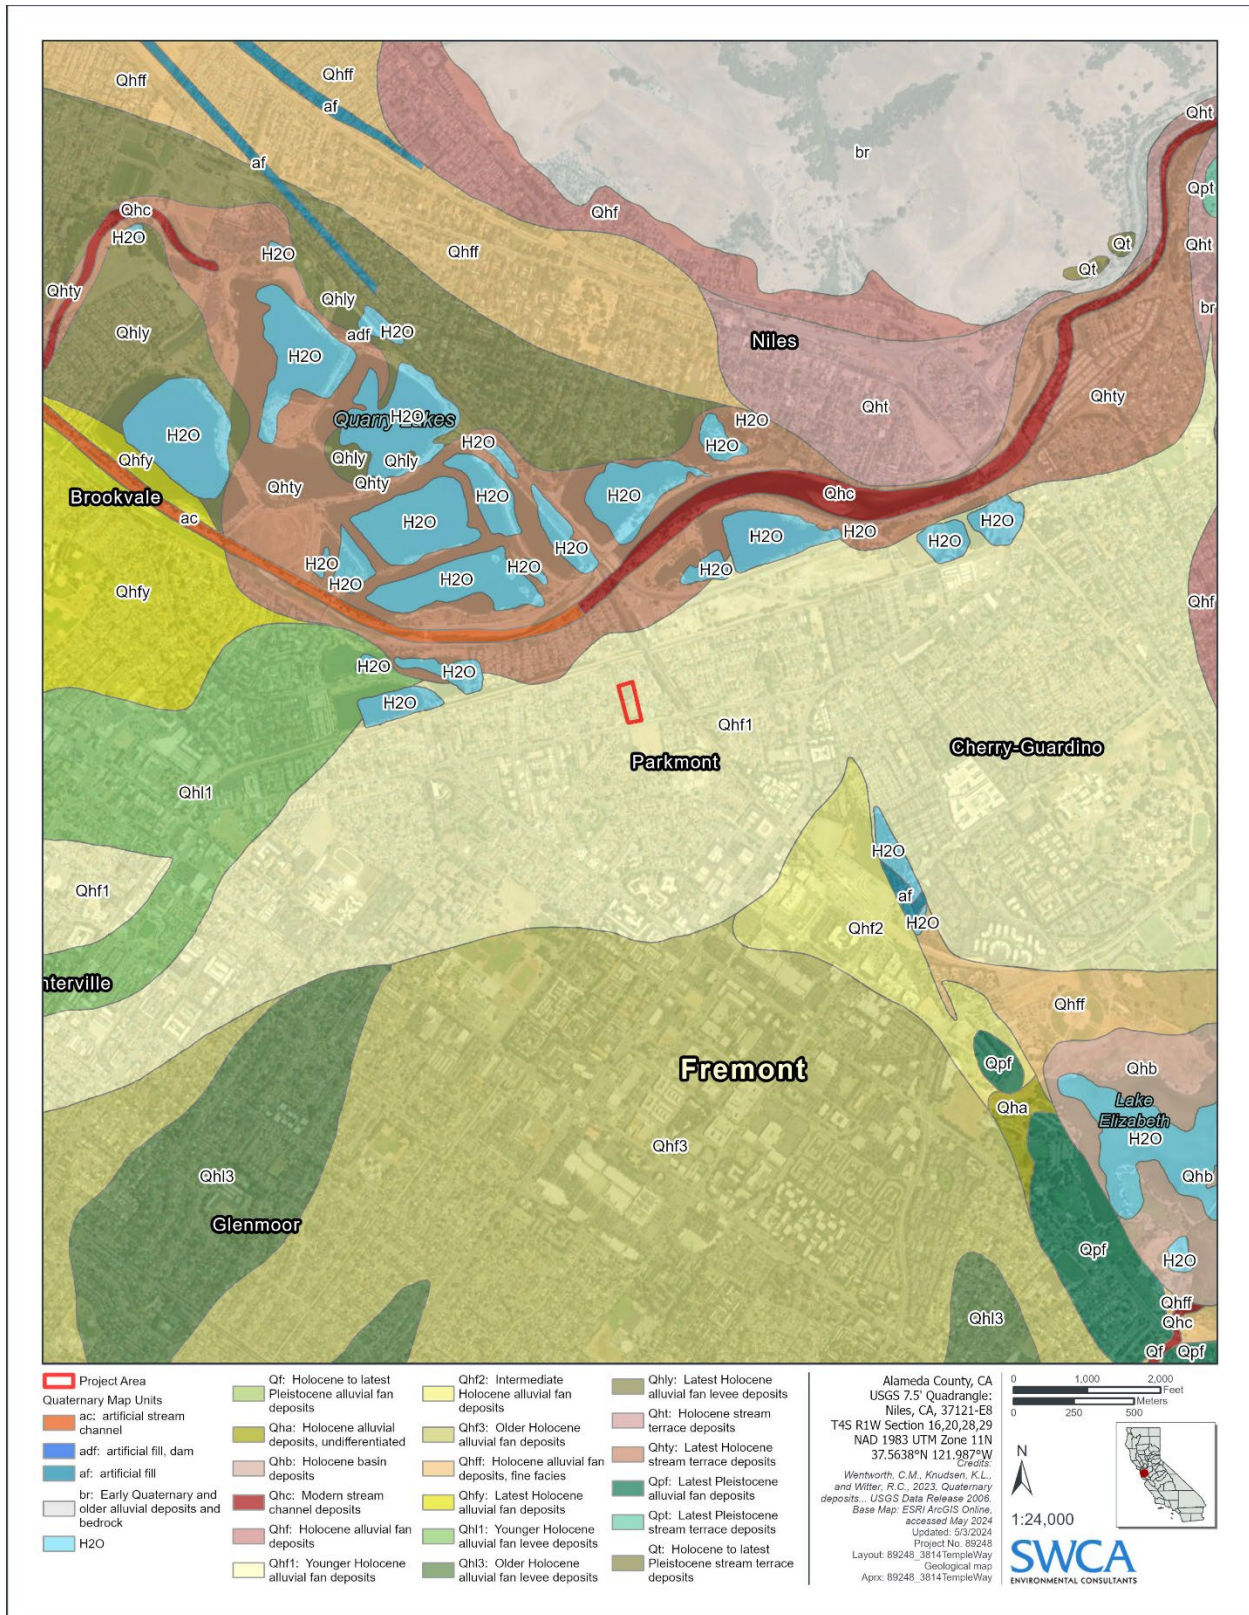 Qhff
Qhff
af
af
br
Qht
Qpt
Qhc
H2O
Qhf
Qht
H2O
Qhff
Qt
Qt
Qhty
Qhly
br
Qhly
adf
H2O
Niles
H2O
Qhty
Quarry Lakes
H2O
Qht
H2O
H2O
H2O
Qhfy
Qhly
Qhly
Qhty
Qhty
Qhc
Brookvale
H2O
H2O
ac
H2O
H2O
H2O
H2O
H2O
H2O
H2O
H2O
H2O
H2O
H2O
Qhfy
Qhf
H2O
H2O
H2O
Qhf1
Cherry-Guardino
Parkmont
Qhl1
H2O
Qhf1
af
H2O
Qhf2
nterville
Qhff
Qpf
Fremont
Qhb
Qha
Lake
Elizabeth
H2O
Qhf3
Qhl3
Qhb
Glenmoor
Qpf
H2O
Qhff
Qhl3
Qhc
Qf
Qpf
Project Area
Quaternary Map Units
ac: artificial stream
channel
adf: artificial fill, dam
af: artificial fill
br: Early Quaternary and
older alluvial deposits and
bedrock
H2O
Qf: Holocene to latest
Pleistocene alluvial fan
deposits
Qha: Holocene alluvial
deposits, undifferentiated
Qhb: Holocene basin
deposits
Qhc: Modern stream
channel deposits
Qhf: Holocene alluvial fan
deposits
Qhf1: Younger Holocene
alluvial fan deposits
Qhf2: Intermediate
Holocene alluvial fan
deposits
Qhf3: Older Holocene
alluvial fan deposits
Qhff: Holocene alluvial fan
deposits, fine facies
Qhfy: Latest Holocene
alluvial fan deposits
Qhl1: Younger Holocene
alluvial fan levee deposits
Qhl3: Older Holocene
alluvial fan levee deposits
Qhly: Latest Holocene
alluvial fan levee deposits
Qht: Holocene stream
terrace deposits
Qhty: Latest Holocene
stream terrace deposits
Qpf: Latest Pleistocene
alluvial fan deposits
Qpt: Latest Pleistocene
stream terrace deposits
Qt: Holocene to latest
Pleistocene stream terrace
deposits
Alameda County, CA
USGS 7.5' Quadrangle:
Niles, CA, 37121-E8
T4S R1W Section 16,20,28,29
NAD 1983 UTM Zone 11N
37.5638°N 121.987°W
Credits:
Wentworth, C.M., Knudsen, K.L.,
and Witter, R.C., 2023, Quaternary
deposits... USGS Data Release 2006.
Base Map: ESRI ArcGIS Online,
accessed May 2024
Updated: 5/3/2024
Project No. 89248
Layout: 89248_3814TempleWay
Geological map
Aprx: 89248_3814TempleWay
0 1,000 2,000
Feet
Meters
0 250 500
N
1:24,000
SWCA
ENVIRONMENTAL CONSULTANTS